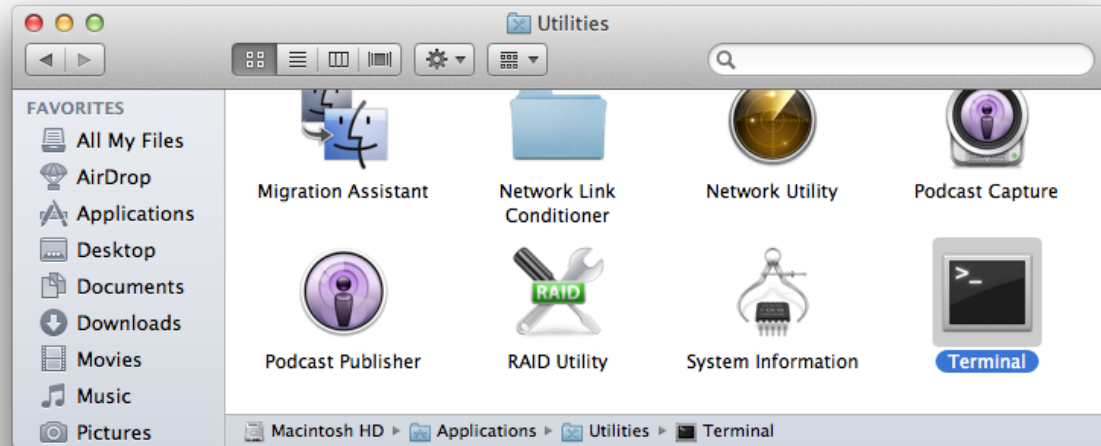 Utilities
FAVORITES
All My Files
AirDrop
Applications
Desktop
Documents
Downloads
Movies
Music
Pictures
Migration Assistant
Network Link
Conditioner
Network Utility
Podcast Capture
Podcast Publisher
RAID
RAID Utility
System Information
>_
Terminal
Macintosh HD ▸ Applications ▸ Utilities ▸ Terminal